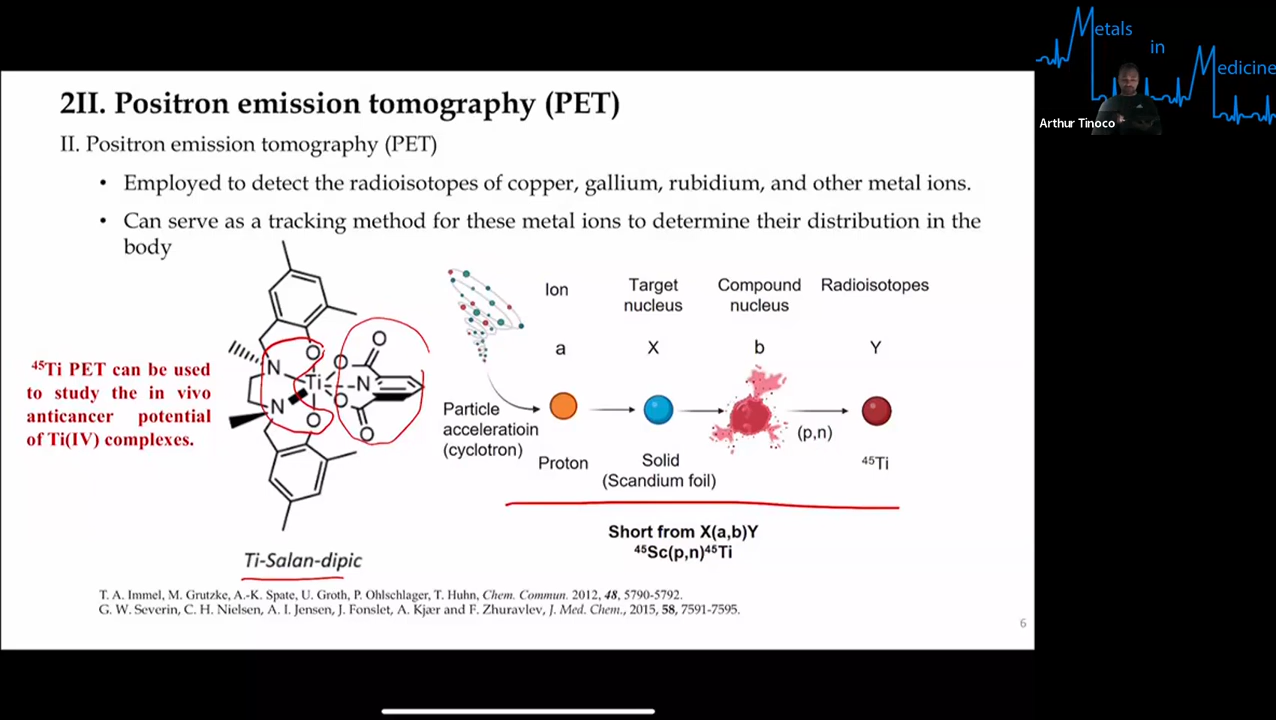 Metals
in
Medicine
Arthur Tinoco
2II. Positron emission tomography (PET)
II. Positron emission tomography (PET)
• Employed to detect the radioisotopes of copper, gallium, rubidium, and other metal ions.
• Can serve as a tracking method for these metal ions to determine their distribution in the
body
⁴⁵Ti PET can be used
to study the in vivo
anticancer potential
of Ti(IV) complexes.
O
O
O
N
Ti
N
N
O
O
O
Ti-Salan-dipic
Ion
Target
nucleus
Compound
nucleus
Radioisotopes
a
X
b
Y
Particle
acceleratioin
(cyclotron)
Proton
Solid
(Scandium foil)
(p,n)
⁴⁵Ti
Short from X(a,b)Y
⁴⁵Sc(p,n)⁴⁵Ti
T. A. Immel, M. Grutzke, A.-K. Spate, U. Groth, P. Ohlschlager, T. Huhn, Chem. Commun. 2012, 48, 5790-5792.
G. W. Severin, C. H. Nielsen, A. I. Jensen, J. Fonslet, A. Kjær and F. Zhuravlev, J. Med. Chem., 2015, 58, 7591-7595.
6